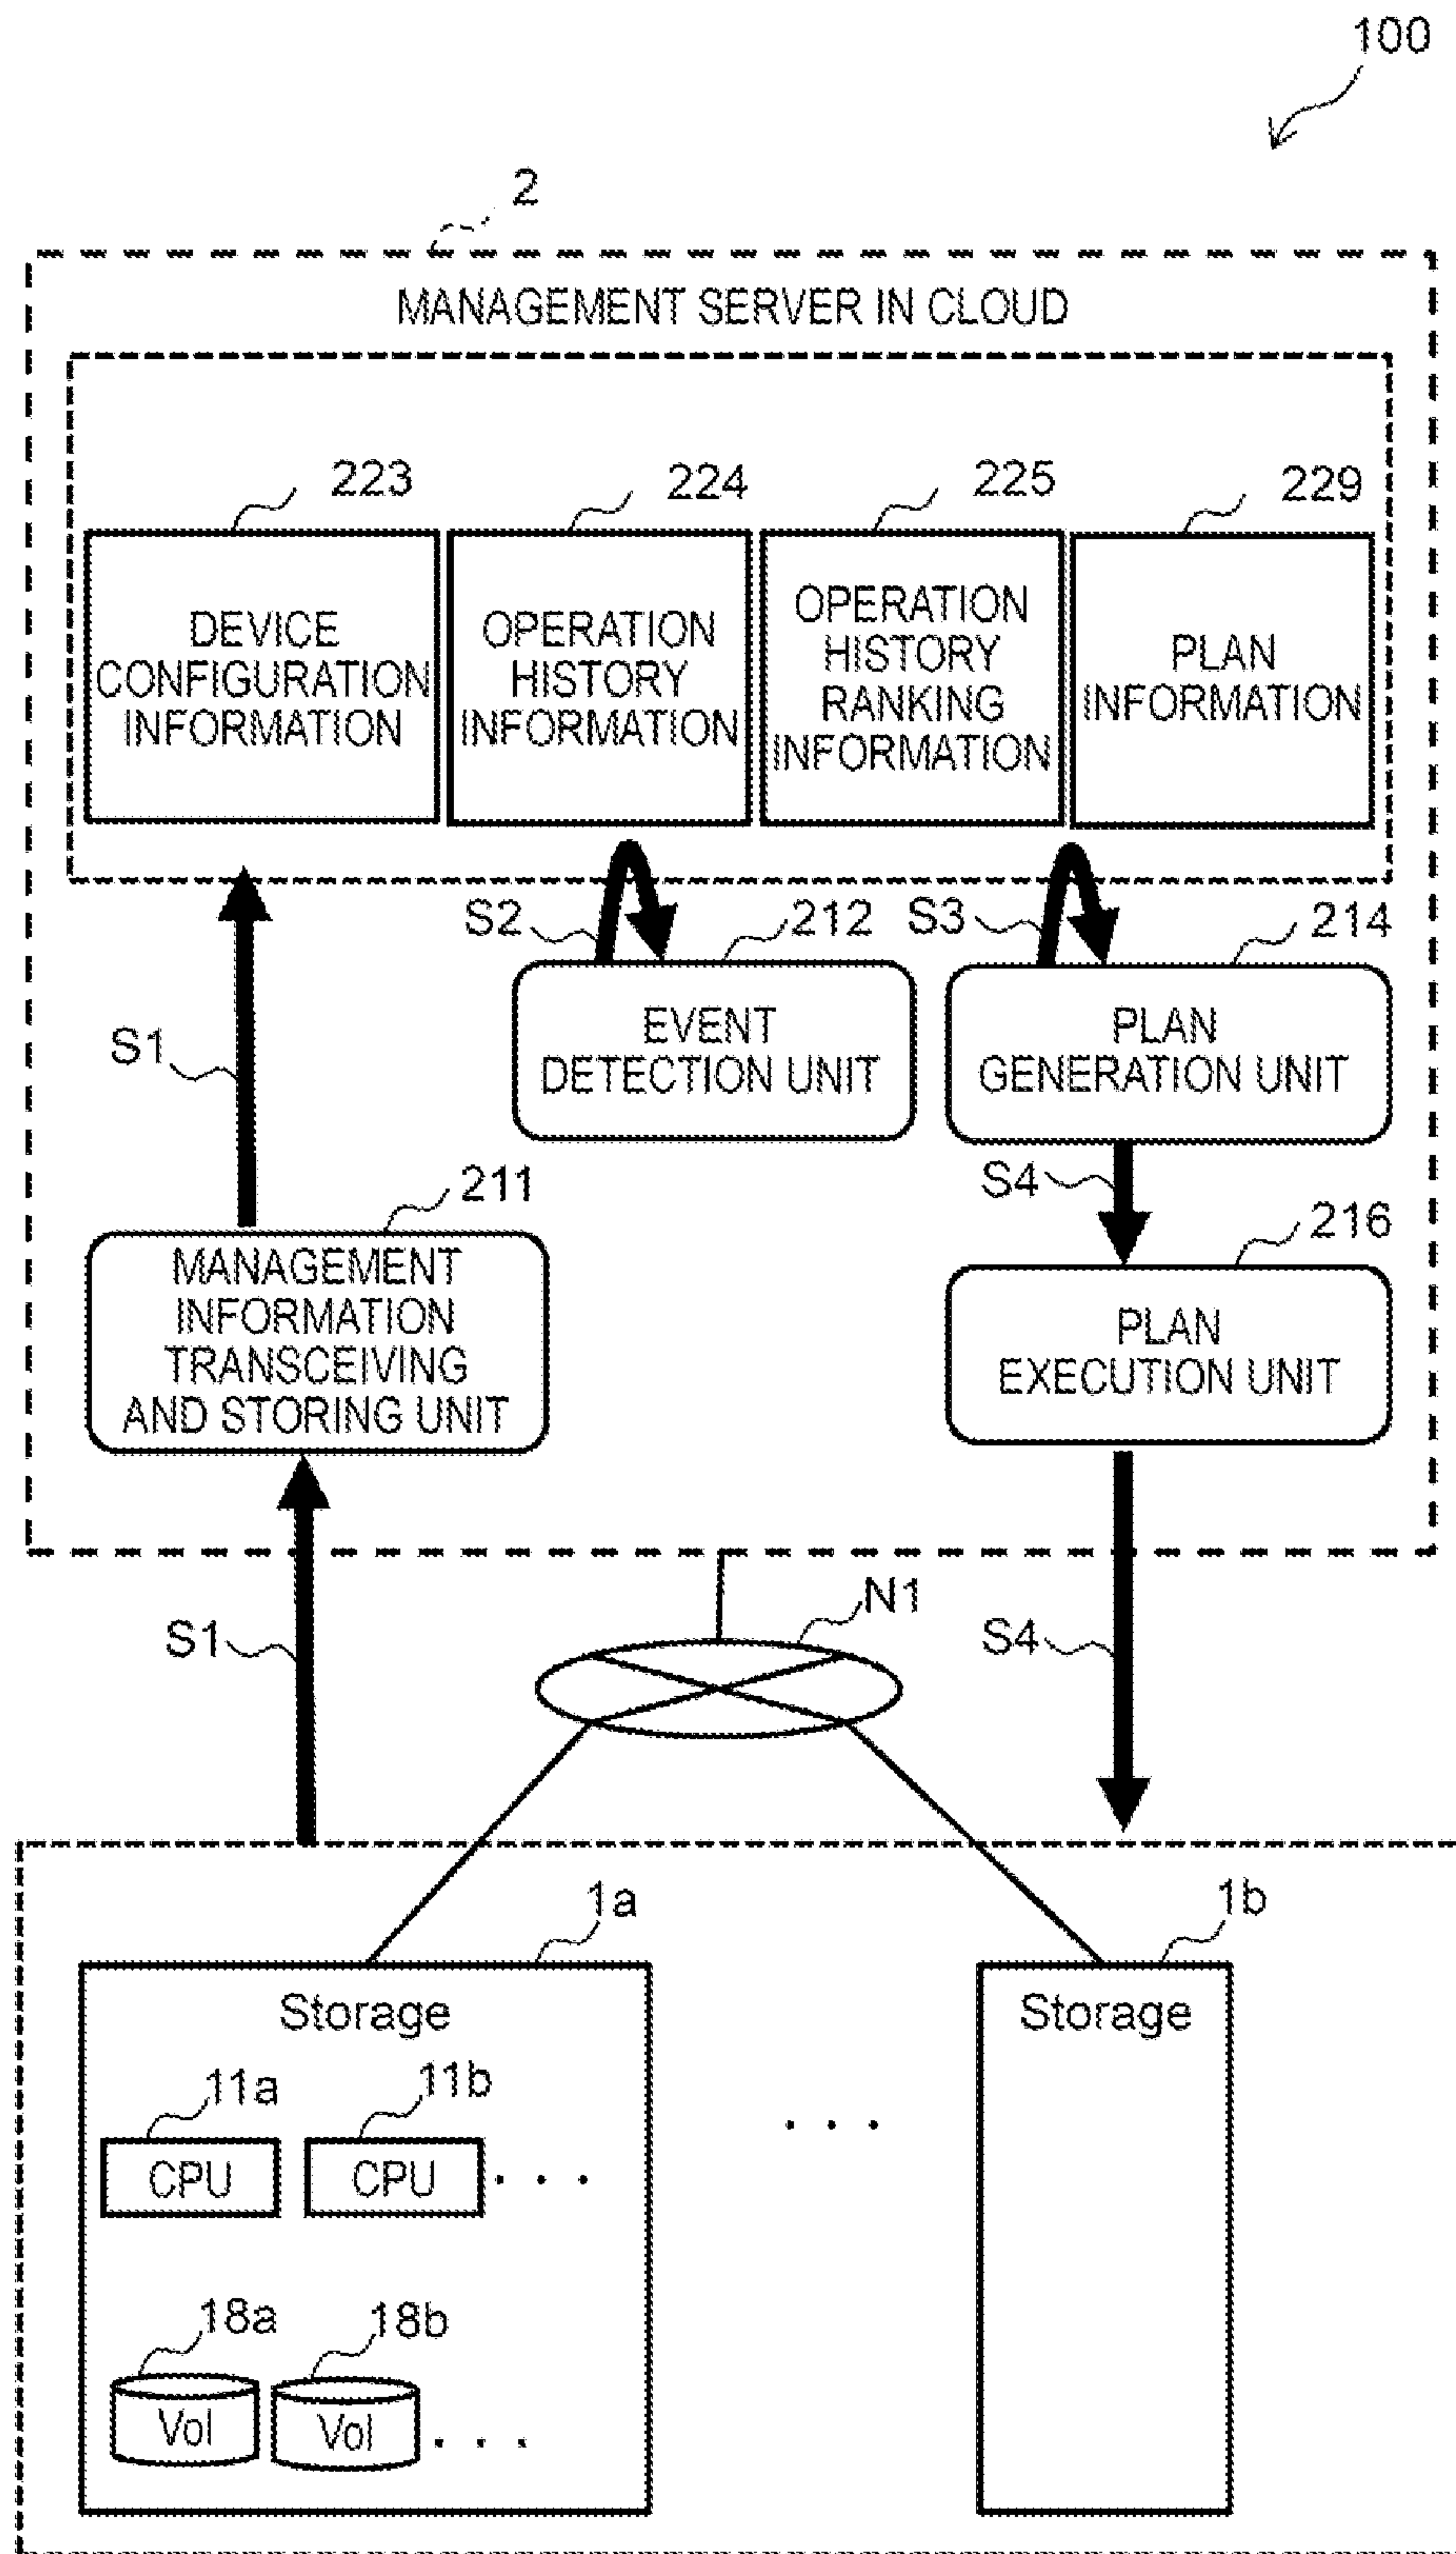 100
2
MANAGEMENT SERVER IN CLOUD
223
224
225
229
DEVICE
CONFIGURATION
INFORMATION
OPERATION
HISTORY
INFORMATION
OPERATION
HISTORY
RANKING
INFORMATION
PLAN
INFORMATION
S2
212
S3
214
S1
EVENT
DETECTION UNIT
PLAN
GENERATION UNIT
211
S4
216
MANAGEMENT
INFORMATION
TRANSCEIVING
AND STORING UNIT
PLAN
EXECUTION UNIT
S1
N1
S4
1a
1b
Storage
Storage
11a
11b
CPU
CPU
. . .
. . .
18a
18b
Vol
Vol
. . .